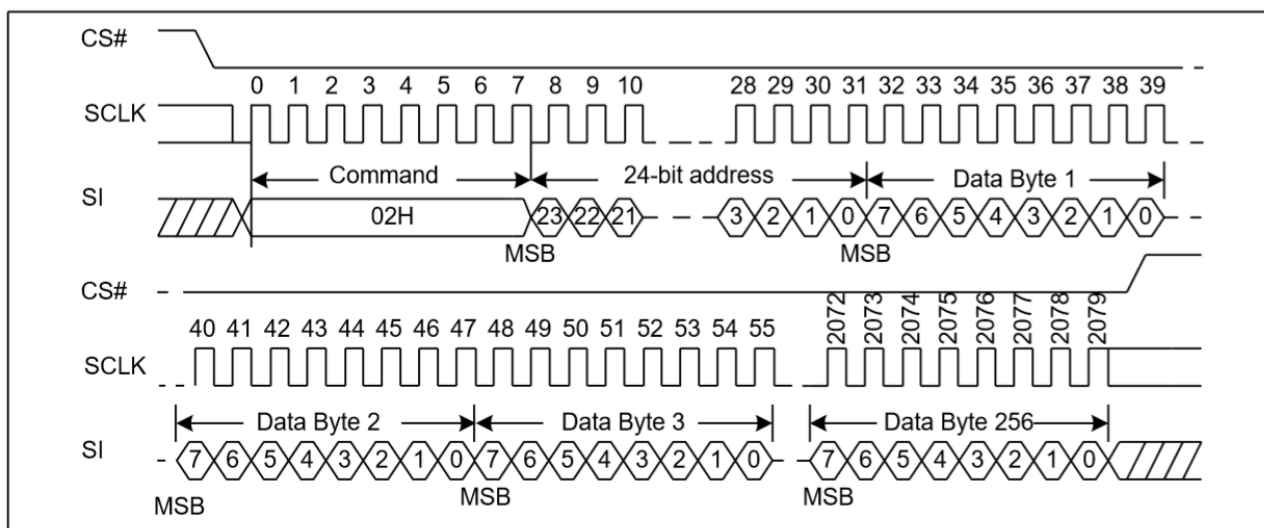 CS#
0 1 2 3 4 5 6 7 8 9 10 28 29 30 31 32 33 34 35 36 37 38 39
SCLK
Command 24-bit address Data Byte 1
SI
02H 23 22 21 3 2 1 0 7 6 5 4 3 2 1 0
MSB MSB
CS#
40 41 42 43 44 45 46 47 48 49 50 51 52 53 54 55 2072 2073 2074 2075 2076 2077 2078 2079
SCLK
Data Byte 2 Data Byte 3 Data Byte 256
SI
7 6 5 4 3 2 1 0 7 6 5 4 3 2 1 0 7 6 5 4 3 2 1 0
MSB MSB MSB